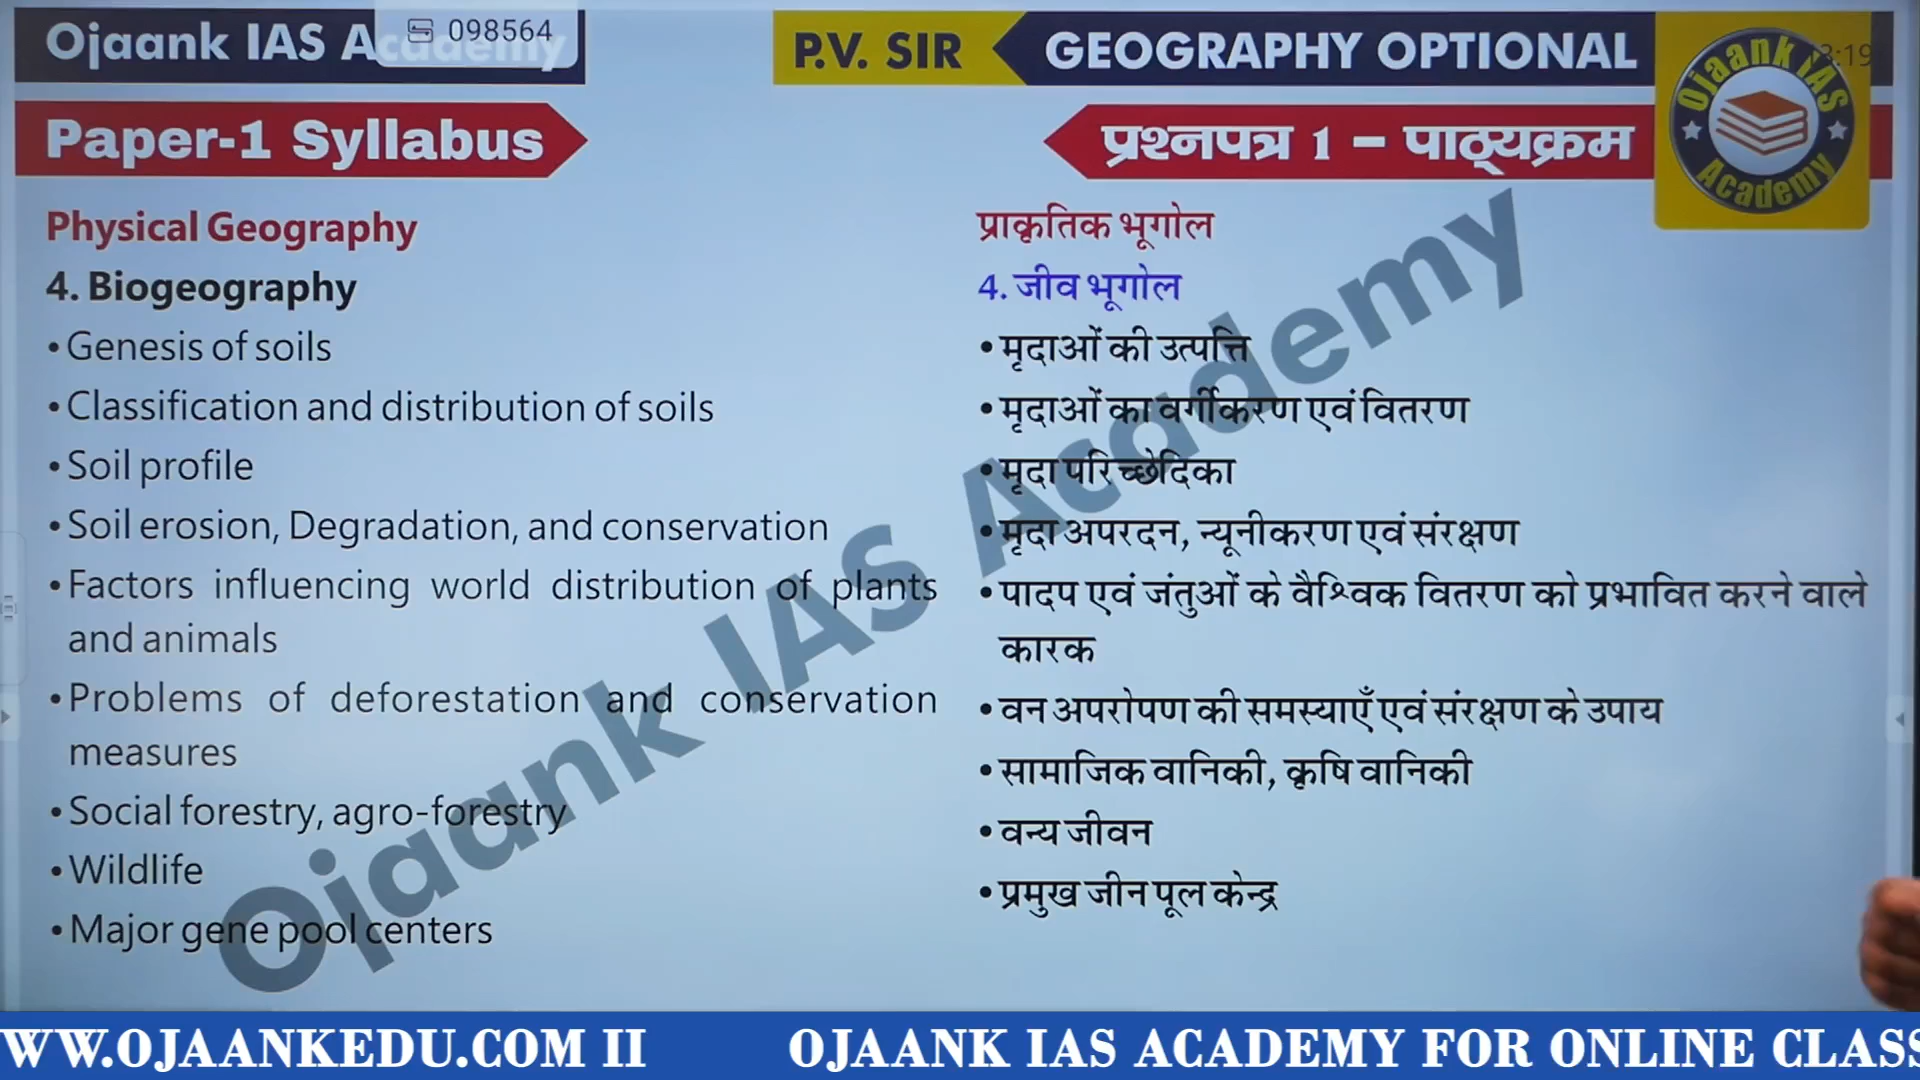 Ojaank IAS Academy
098564
P.V. SIR
GEOGRAPHY OPTIONAL
Ojaank IAS
Academy
Paper-1 Syllabus
प्रश्नपत्र 1 – पाठ्यक्रम
Physical Geography
4. Biogeography
• Genesis of soils
• Classification and distribution of soils
• Soil profile
• Soil erosion, Degradation, and conservation
• Factors influencing world distribution of plants
and animals
• Problems of deforestation and conservation
measures
• Social forestry, agro-forestry
• Wildlife
• Major gene pool centers
प्राकृतिक भूगोल
4. जीव भूगोल
• मृदाओं की उत्पत्ति
• मृदाओं का वर्गीकरण एवं वितरण
• मृदा परिच्छेदिका
• मृदा अपरदन, न्यूनीकरण एवं संरक्षण
• पादप एवं जंतुओं के वैश्विक वितरण को प्रभावित करने वाले
कारक
• वन अपरोपण की समस्याएँ एवं संरक्षण के उपाय
• सामाजिक वानिकी, कृषि वानिकी
• वन्य जीवन
• प्रमुख जीन पूल केन्द्र
Ojaank IAS Academy
WW.OJAANKEDU.COM II OJAANK IAS ACADEMY FOR ONLINE CLASS